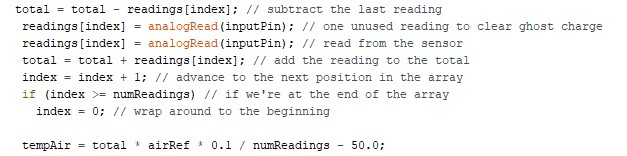 total = total - readings[index]; // subtract the last reading
readings[index] = analogRead(inputPin); // one unused reading to clear ghost charge
readings[index] = analogRead(inputPin); // read from the sensor
total = total + readings[index]; // add the reading to the total
index = index + 1; // advance to the next position in the array
if (index >= numReadings) // if we're at the end of the array
index = 0; // wrap around to the beginning
tempAir = total * airRef * 0.1 / numReadings - 50.0;